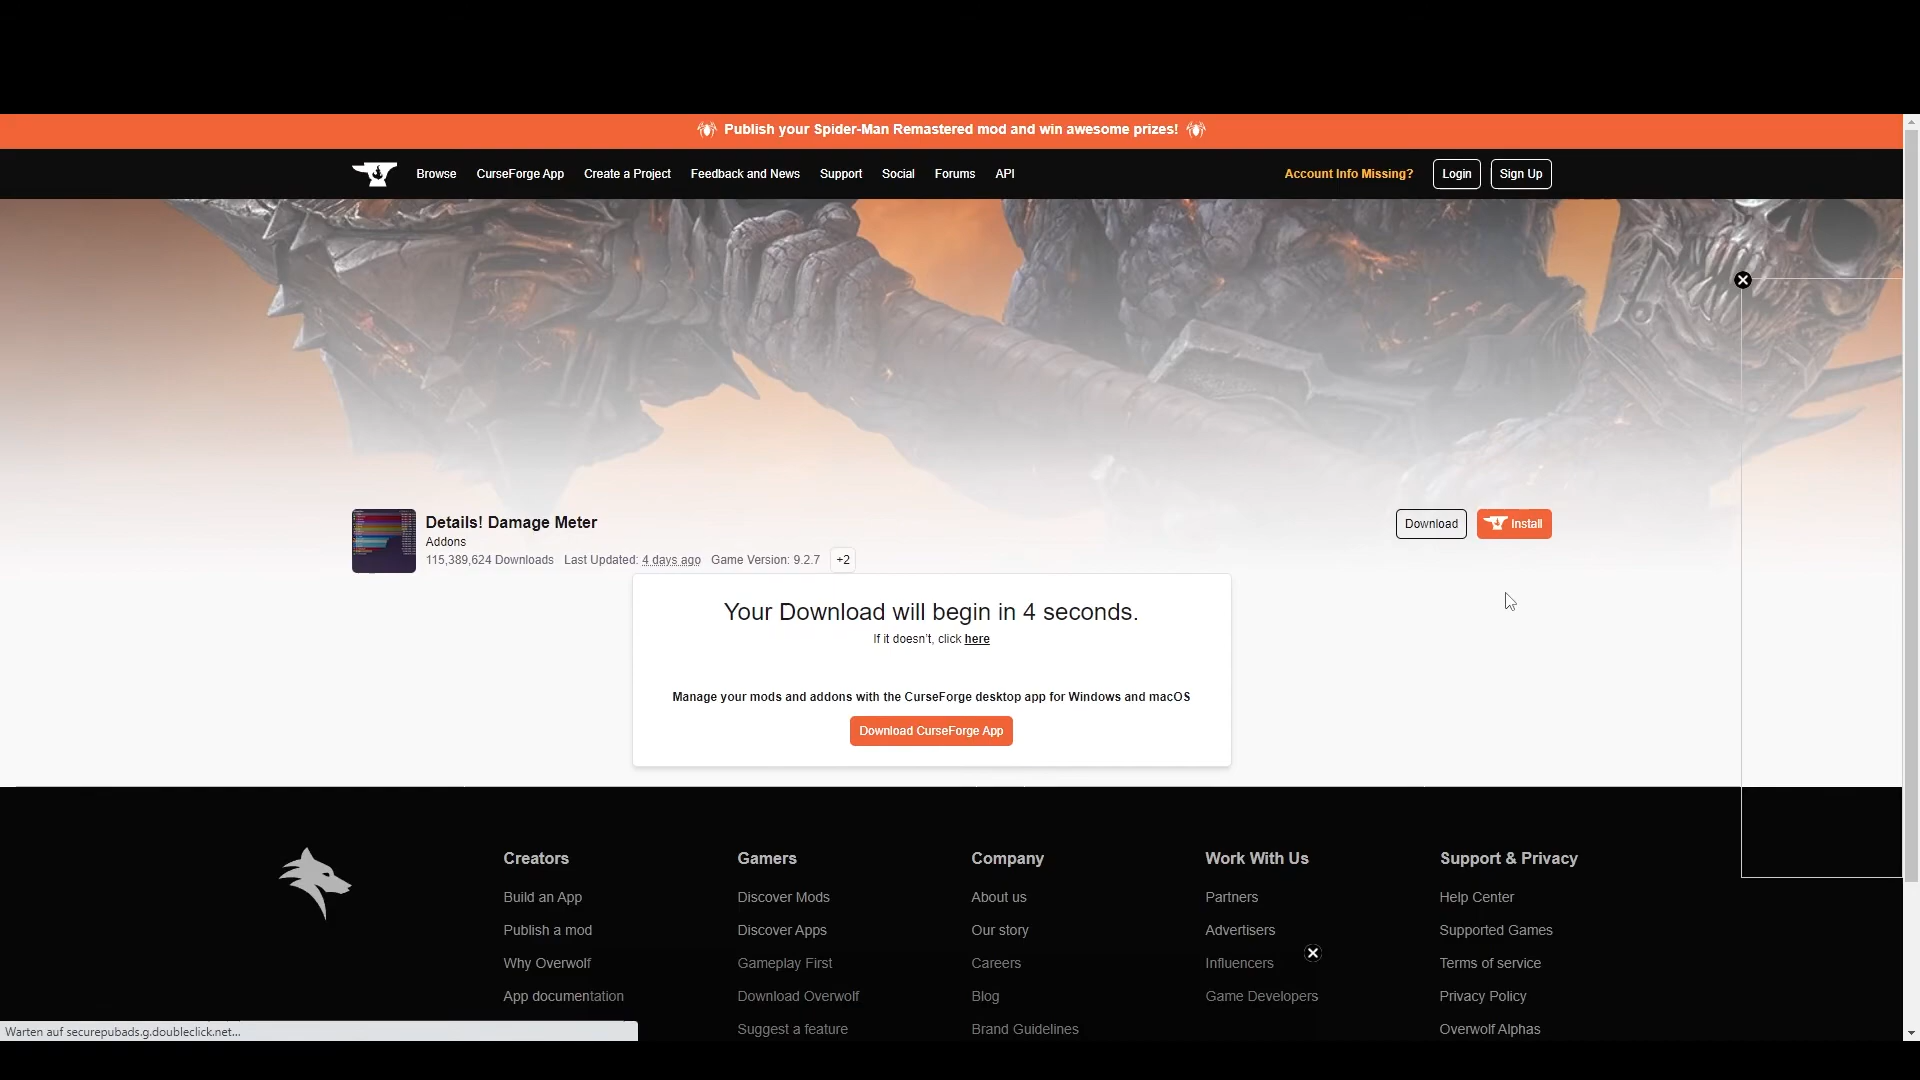 Publish your Spider-Man Remastered mod and win awesome prizes!
Browse CurseForge App Create a Project Feedback and News Support Social Forums API Account Info Missing? Login Sign Up
Details! Damage Meter
Addons
115,389,624 Downloads Last Updated: 4 days ago Game Version: 9.2.7 +2
Download Install
Your Download will begin in 4 seconds.
If it doesn't, click here
Manage your mods and addons with the CurseForge desktop app for Windows and macOS
Download CurseForge App
Creators Gamers Company Work With Us Support & Privacy
Build an App Discover Mods About us Partners Help Center
Publish a mod Discover Apps Our story Advertisers Supported Games
Why Overwolf Gameplay First Careers Influencers Terms of service
App documentation Download Overwolf Blog Game Developers Privacy Policy
Suggest a feature Brand Guidelines Overwolf Alphas
Warten auf securepubads.g.doubleclick.net...